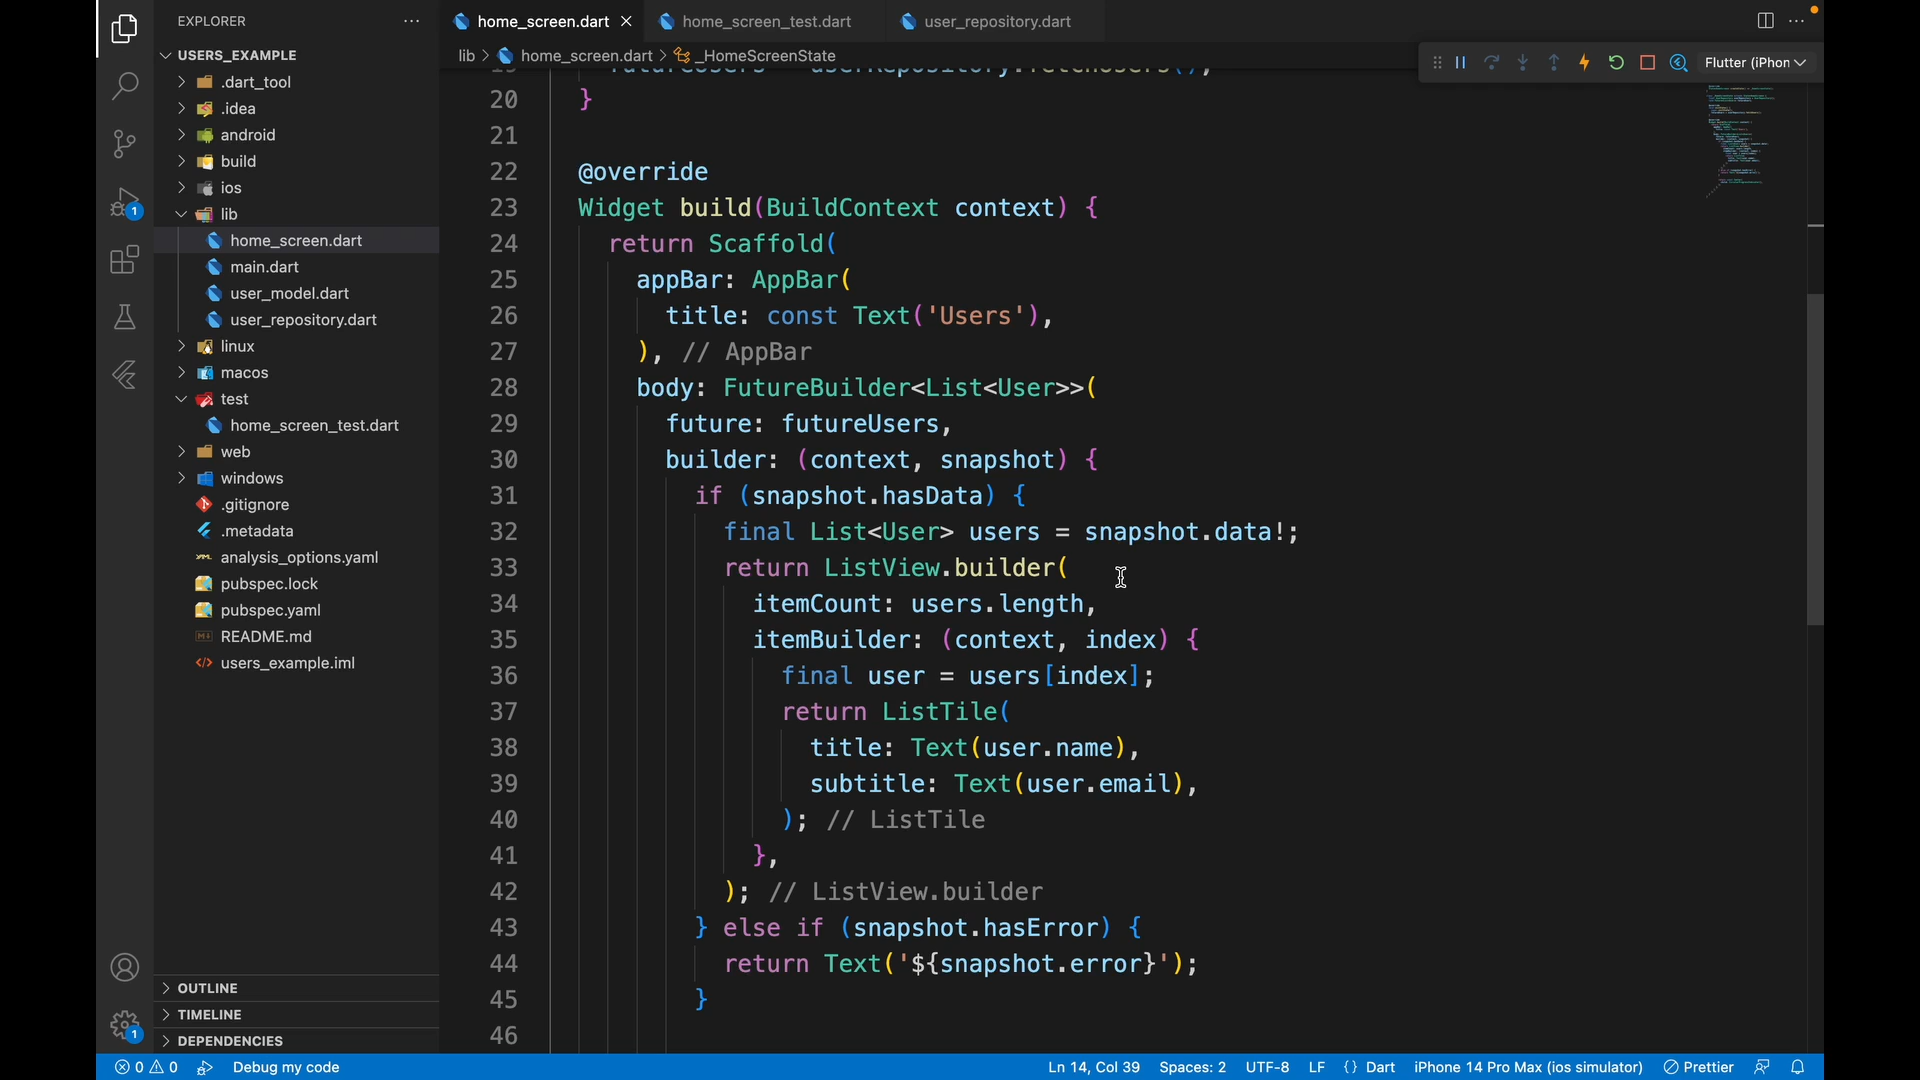 EXPLORER
USERS_EXAMPLE
.dart_tool
.idea
android
build
ios
lib
home_screen.dart
main.dart
user_model.dart
user_repository.dart
linux
macos
test
home_screen_test.dart
web
windows
.gitignore
.metadata
analysis_options.yaml
pubspec.lock
pubspec.yaml
README.md
users_example.iml
OUTLINE
TIMELINE
DEPENDENCIES
1
1
home_screen.dart
home_screen_test.dart
user_repository.dart
lib > home_screen.dart > _HomeScreenState
Flutter (iPhon
19 futureUsers = userRepository.fetchUsers();
20 }
21
22 @override
23 Widget build(BuildContext context) {
24 return Scaffold(
25 appBar: AppBar(
26 title: const Text('Users'),
27 ), // AppBar
28 body: FutureBuilder<List<User>>(
29 future: futureUsers,
30 builder: (context, snapshot) {
31 if (snapshot.hasData) {
32 final List<User> users = snapshot.data!;
33 return ListView.builder(
34 itemCount: users.length,
35 itemBuilder: (context, index) {
36 final user = users[index];
37 return ListTile(
38 title: Text(user.name),
39 subtitle: Text(user.email),
40 ); // ListTile
41 },
42 ); // ListView.builder
43 } else if (snapshot.hasError) {
44 return Text('${snapshot.error}');
45 }
46
0 0 Debug my code Ln 14, Col 39 Spaces: 2 UTF-8 LF {} Dart iPhone 14 Pro Max (ios simulator) Prettier